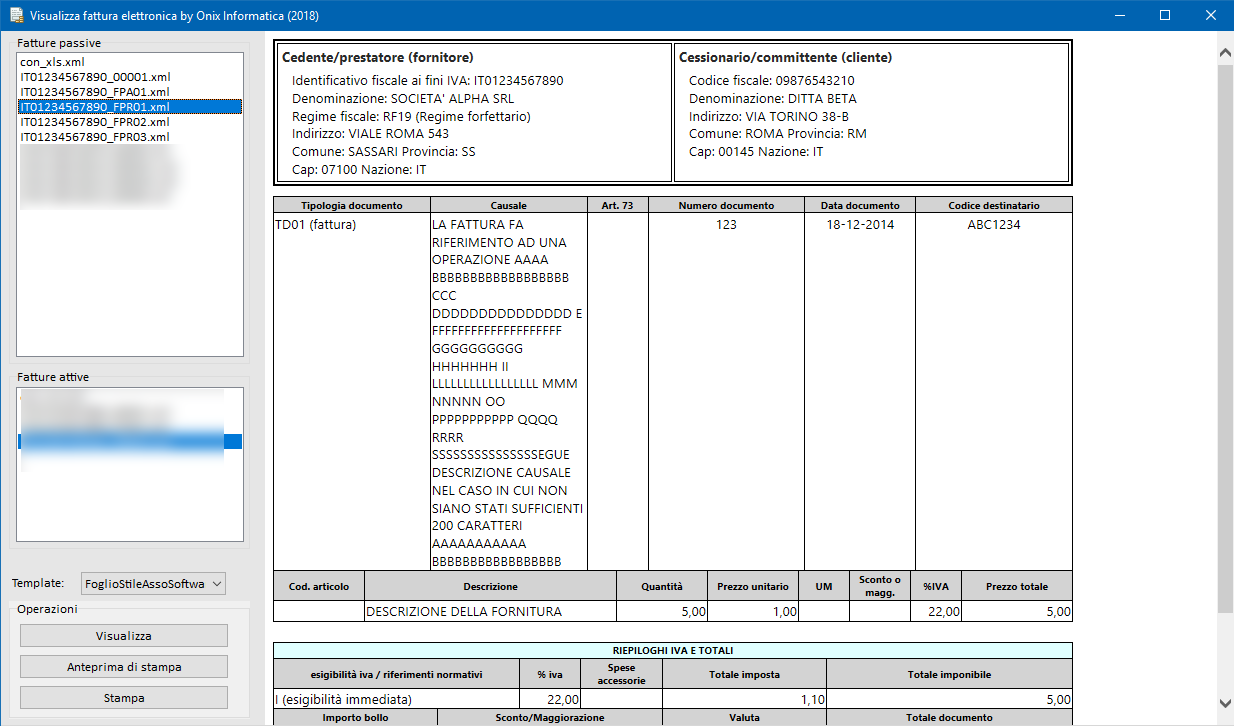 Visualizza fattura elettronica by Onix Informatica (2018)
Fatture passive
con_xls.xml
IT01234567890_00001.xml
IT01234567890_FPA01.xml
IT01234567890_FPR01.xml
IT01234567890_FPR02.xml
IT01234567890_FPR03.xml
Fatture attive
Template: FoglioStileAssoSoftwa
Operazioni
Visualizza
Anteprima di stampa
Stampa
Cedente/prestatore (fornitore)
Identificativo fiscale ai fini IVA: IT01234567890
Denominazione: SOCIETA' ALPHA SRL
Regime fiscale: RF19 (Regime forfettario)
Indirizzo: VIALE ROMA 543
Comune: SASSARI Provincia: SS
Cap: 07100 Nazione: IT
Cessionario/committente (cliente)
Codice fiscale: 09876543210
Denominazione: DITTA BETA
Indirizzo: VIA TORINO 38-B
Comune: ROMA Provincia: RM
Cap: 00145 Nazione: IT
Tipologia documento Causale Art. 73 Numero documento Data documento Codice destinatario
TD01 (fattura) LA FATTURA FA 123 18-12-2014 ABC1234
RIFERIMENTO AD UNA
OPERAZIONE AAAA
BBBBBBBBBBBBBBBBBB
CCC
DDDDDDDDDDDDDDD E
FFFFFFFFFFFFFFFFFFFF
GGGGGGGGGG
HHHHHHH II
LLLLLLLLLLLLLLLLL MMM
NNNNN OO
PPPPPPPPPPP QQQQ
RRRR
SSSSSSSSSSSSSSSEGUE
DESCRIZIONE CAUSALE
NEL CASO IN CUI NON
SIANO STATI SUFFICIENTI
200 CARATTERI
AAAAAAAAAAA
BBBBBBBBBBBBBBBBB
Cod. articolo Descrizione Quantità Prezzo unitario UM Sconto o magg. %IVA Prezzo totale
DESCRIZIONE DELLA FORNITURA 5,00 1,00 22,00 5,00
RIEPILOGHI IVA E TOTALI
esigibilità iva / riferimenti normativi % iva Spese accessorie Totale imposta Totale imponibile
I (esigibilità immediata) 22,00 1,10 5,00
Importo bollo Sconto/Maggiorazione Valuta Totale documento